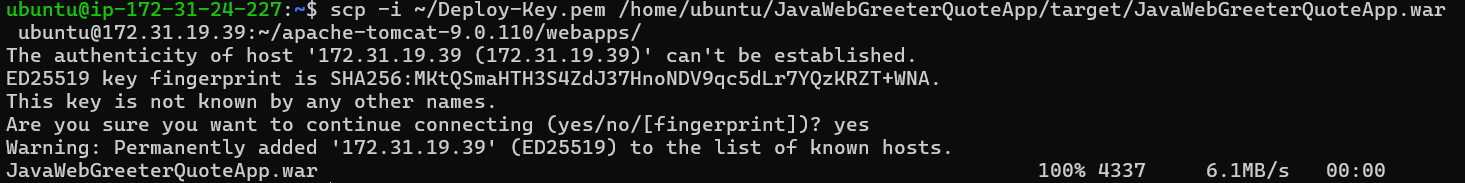 ubuntu@ip-172-31-24-227:~$ scp -i ~/Deploy-Key.pem /home/ubuntu/JavaWebGreeterQuoteApp/target/JavaWebGreeterQuoteApp.war
ubuntu@172.31.19.39:~/apache-tomcat-9.0.110/webapps/
The authenticity of host '172.31.19.39 (172.31.19.39)' can't be established.
ED25519 key fingerprint is SHA256:MKtQSmaHTH3S4ZdJ37HnoNDV9qc5dLr7YQzKRZT+WNA.
This key is not known by any other names.
Are you sure you want to continue connecting (yes/no/[fingerprint])? yes
Warning: Permanently added '172.31.19.39' (ED25519) to the list of known hosts.
JavaWebGreeterQuoteApp.war 100% 4337 6.1MB/s 00:00